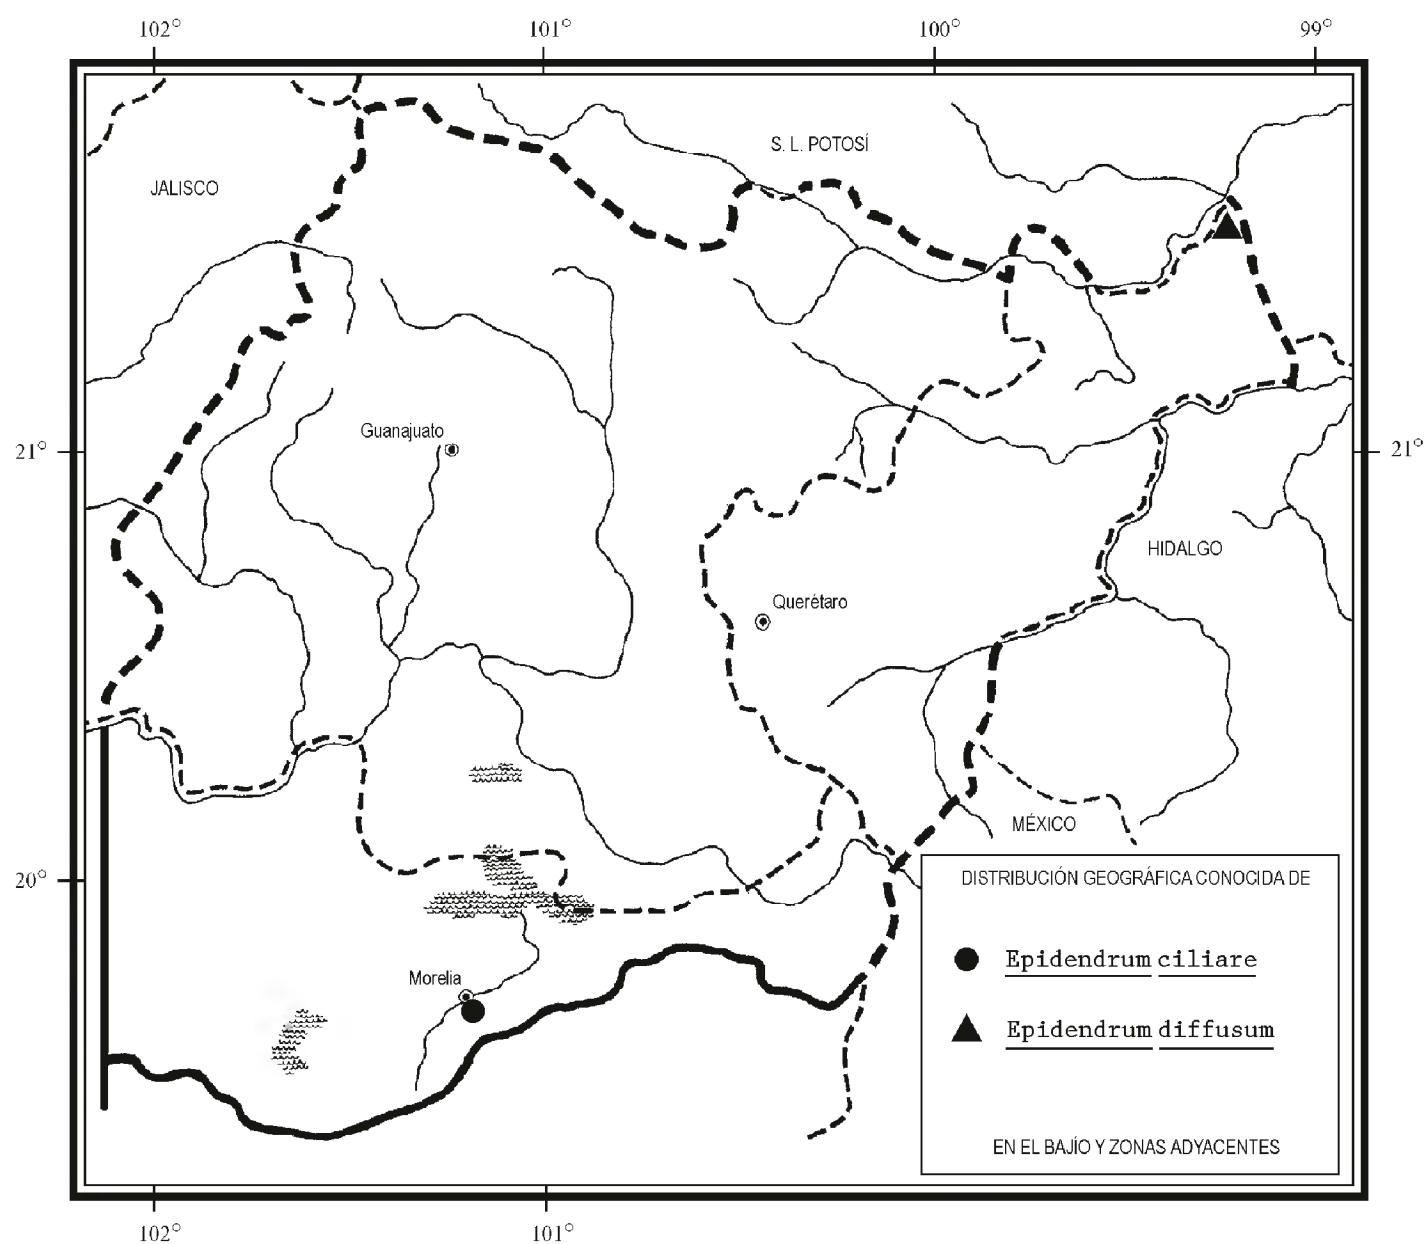 102° 101° 100° 99°
S. L. POTOSÍ
JALISCO
Guanajuato
21° 21°
HIDALGO
Querétaro
MÉXICO
20°
DISTRIBUCIÓN GEOGRÁFICA CONOCIDA DE
Epidendrum ciliare
Morelia
Epidendrum diffusum
EN EL BAJÍO Y ZONAS ADYACENTES
102° 101°